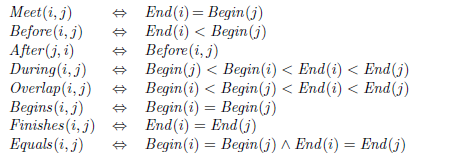 Meet(i, j) ⇔ End(i) = Begin(j)
Before(i, j) ⇔ End(i) < Begin(j)
After(j, i) ⇔ Before(i, j)
During(i, j) ⇔ Begin(j) < Begin(i) < End(i) < End(j)
Overlap(i, j) ⇔ Begin(i) < Begin(j) < End(i) < End(j)
Begins(i, j) ⇔ Begin(i) = Begin(j)
Finishes(i, j) ⇔ End(i) = End(j)
Equals(i, j) ⇔ Begin(i) = Begin(j) ∧ End(i) = End(j)